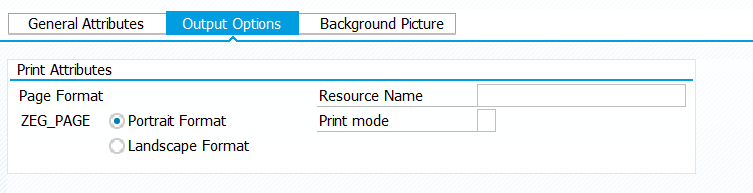 General Attributes Output Options Background Picture
Print Attributes
Page Format Resource Name
ZEG_PAGE Portrait Format Print mode
Landscape Format